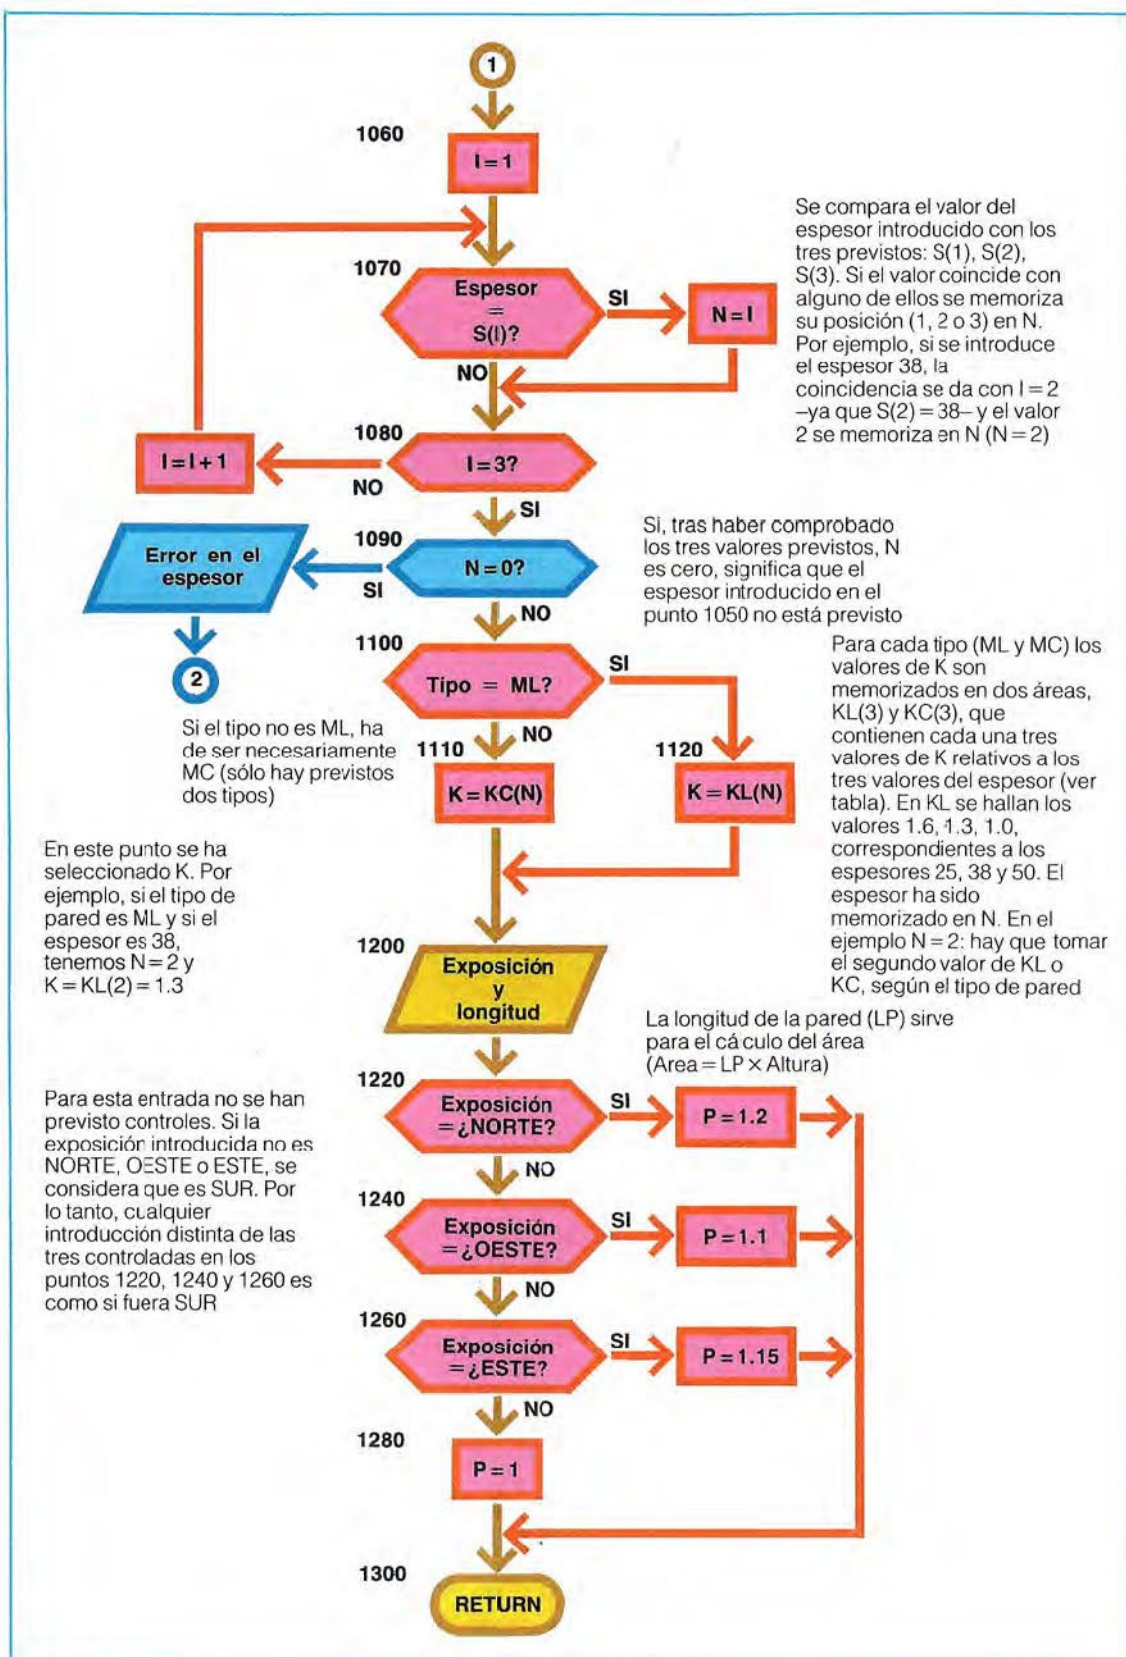 1
1060
I = 1
Se compara el valor del
espesor introducido con los
tres previstos: S(1), S(2),
S(3). Si el valor coincide con
alguno de ellos se memoriza
su posición (1, 2 o 3) en N.
Por ejemplo, si se introduce
el espesor 38, la
coincidencia se da con I = 2
–ya que S(2) = 38– y el valor
2 se memoriza en N (N = 2)
1070
Espesor
=
S(I)?
SI
N = I
NO
1080
I = 3?
I = I + 1
NO
SI
1090
N = 0?
Error en el
espesor
SI
NO
2
Si, tras haber comprobado
los tres valores previstos, N
es cero, significa que el
espesor introducido en el
punto 1050 no está previsto
1100
Tipo = ML?
SI
NO
Si el tipo no es ML, ha
de ser necesariamente
MC (sólo hay previstos
dos tipos)
1110
K = KC(N)
1120
K = KL(N)
Para cada tipo (ML y MC) los
valores de K son
memorizados en dos áreas,
KL(3) y KC(3), que
contienen cada una tres
valores de K relativos a los
tres valores del espesor (ver
tabla). En KL se hallan los
valores 1.6, 1.3, 1.0,
correspondientes a los
espesores 25, 38 y 50. El
espesor ha sido
memorizado en N. En el
ejemplo N = 2: hay que tomar
el segundo valor de KL o
KC, según el tipo de pared
En este punto se ha
seleccionado K. Por
ejemplo, si el tipo de
pared es ML y si el
espesor es 38,
tenemos N = 2 y
K = KL(2) = 1.3
1200
Exposición
y
longitud
La longitud de la pared (LP) sirve
para el cálculo del área
(Area = LP × Altura)
1220
Exposición
= ¿NORTE?
SI
P = 1.2
NO
Para esta entrada no se han
previsto controles. Si la
exposición introducida no es
NORTE, OESTE o ESTE, se
considera que es SUR. Por
lo tanto, cualquier
introducción distinta de las
tres controladas en los
puntos 1220, 1240 y 1260 es
como si fuera SUR
1240
Exposición
= ¿OESTE?
SI
P = 1.1
NO
1260
Exposición
= ¿ESTE?
SI
P = 1.15
NO
1280
P = 1
1300
RETURN